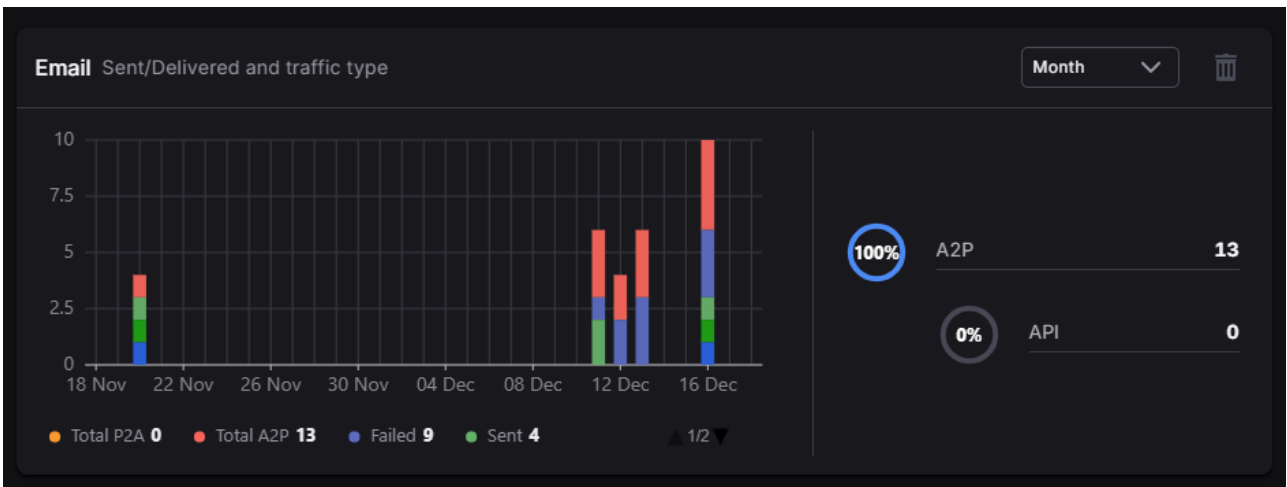 Email Sent/Delivered and traffic type
Month
10
7.5
5
2.5
0
18 Nov 22 Nov 26 Nov 30 Nov 04 Dec 08 Dec 12 Dec 16 Dec
Total P2A 0 Total A2P 13 Failed 9 Sent 4 1/2
100% A2P 13
0% API 0